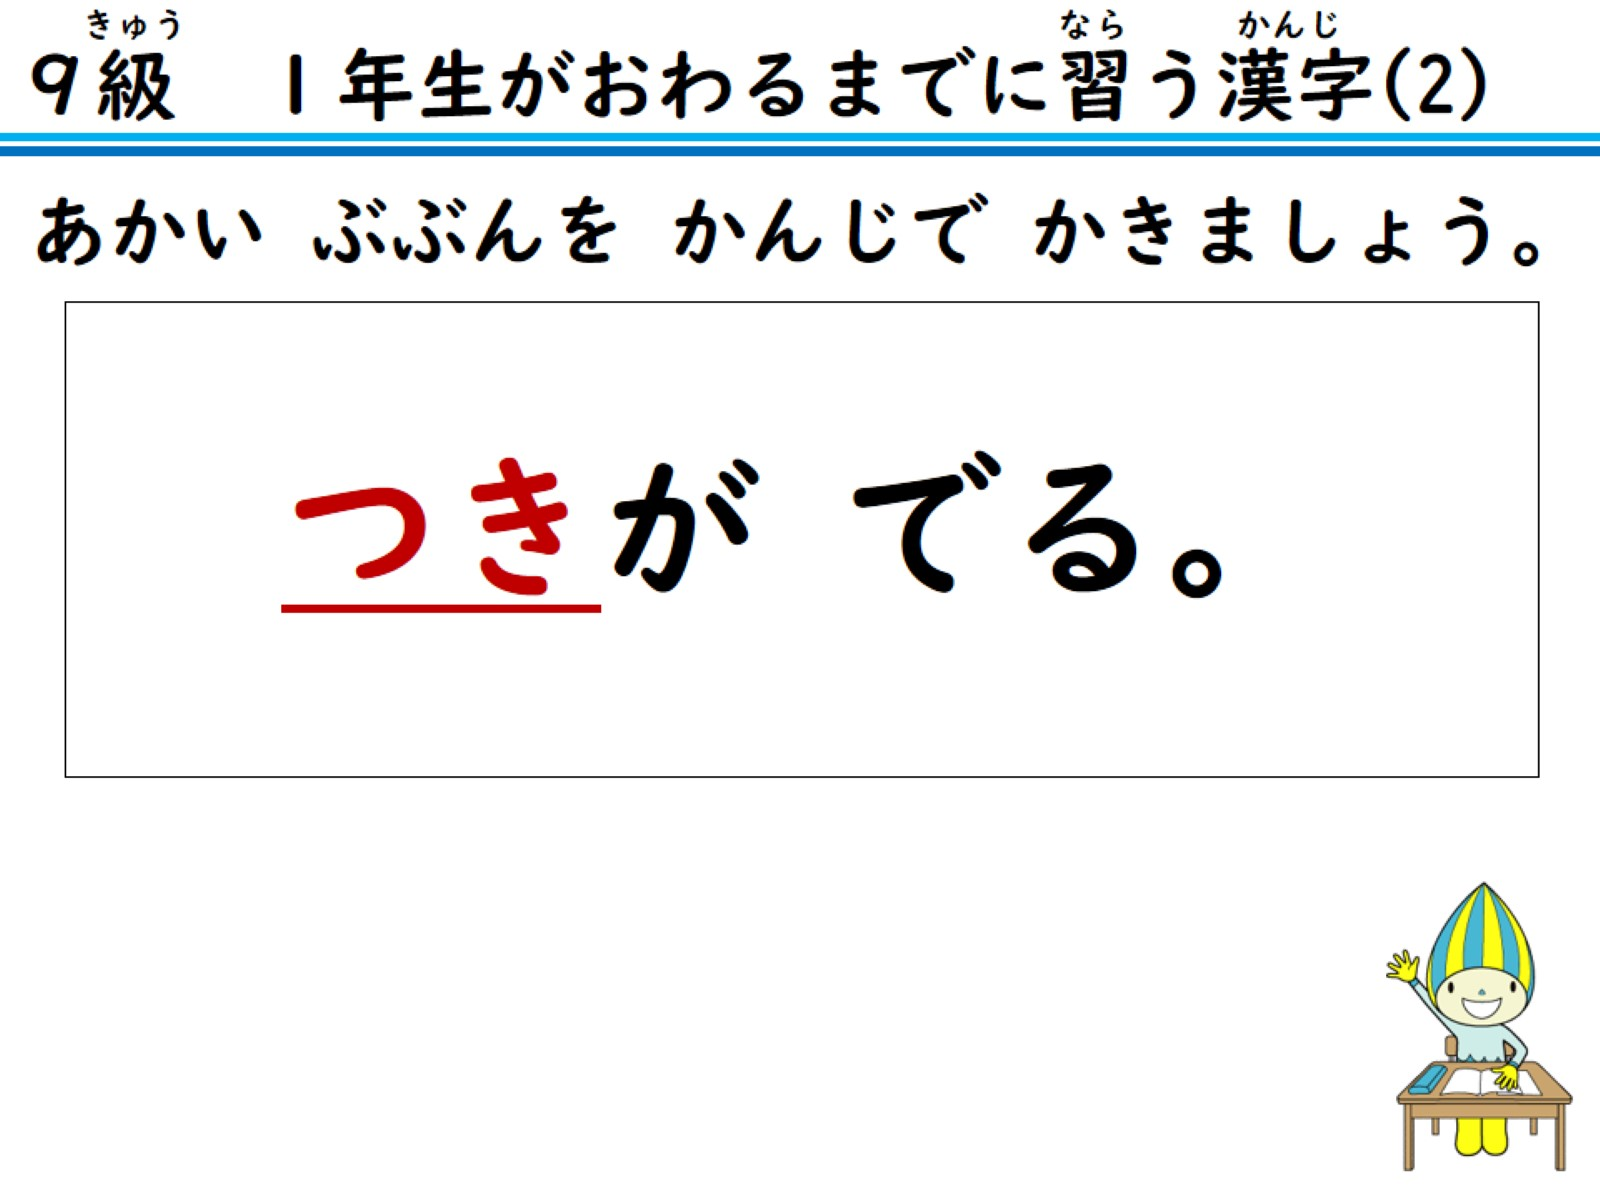 きゅう　なら　かんじ
９級　１年生がおわるまでに習う漢字(2)
あかい ぶぶんを かんじで かきましょう。
つきが でる。